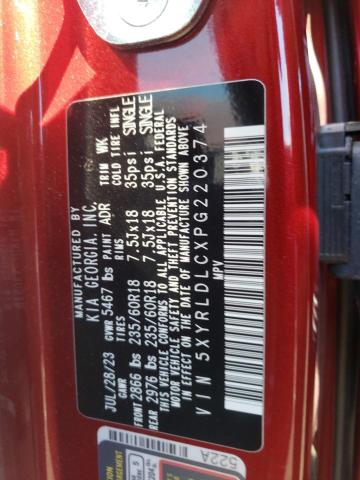 MANUFACTURED BY
KIA GEORGIA, INC.
JUL/28/23 GVWR 5467 lbs PAINT ADR TRIM WK
GAWR TIRES RIMS COLD TIRE INFL
FRONT 2866 lbs 235/60R18 7.5Jx18 35psi SINGLE
REAR 2976 lbs 235/60R18 7.5Jx18 35psi SINGLE
THIS VEHICLE CONFORMS TO ALL APPLICABLE U.S.A. FEDERAL
MOTOR VEHICLE SAFETY AND THEFT PREVENTION STANDARDS
IN EFFECT ON THE DATE OF MANUFACTURE SHOWN ABOVE
VIN 5XYRLDLCXPG220374
MPV
522A